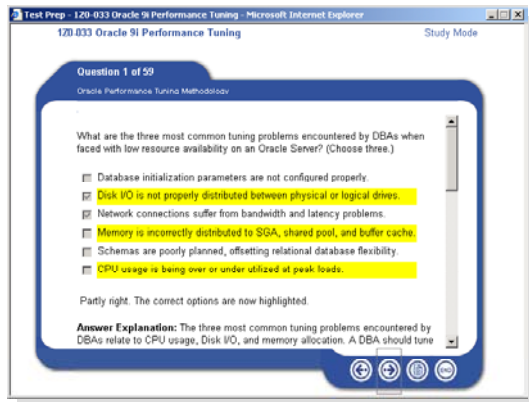 Test Prep - 1Z0-033 Oracle 9i Performance Tuning - Microsoft Internet Explorer
1Z0-033 Oracle 9i Performance Tuning
Study Mode
Question 1 of 59
Oracle Performance Tuning Methodology
What are the three most common tuning problems encountered by DBAs when
faced with low resource availability on an Oracle Server? (Choose three.)
Database initialization parameters are not configured properly.
Disk I/O is not properly distributed between physical or logical drives.
Network connections suffer from bandwidth and latency problems.
Memory is incorrectly distributed to SGA, shared pool, and buffer cache.
Schemas are poorly planned, offsetting relational database flexibility.
CPU usage is being over or under utilized at peak loads.
Partly right. The correct options are now highlighted.
Answer Explanation: The three most common tuning problems encountered by
DBAs relate to CPU usage, Disk I/O, and memory allocation. A DBA should tune
END